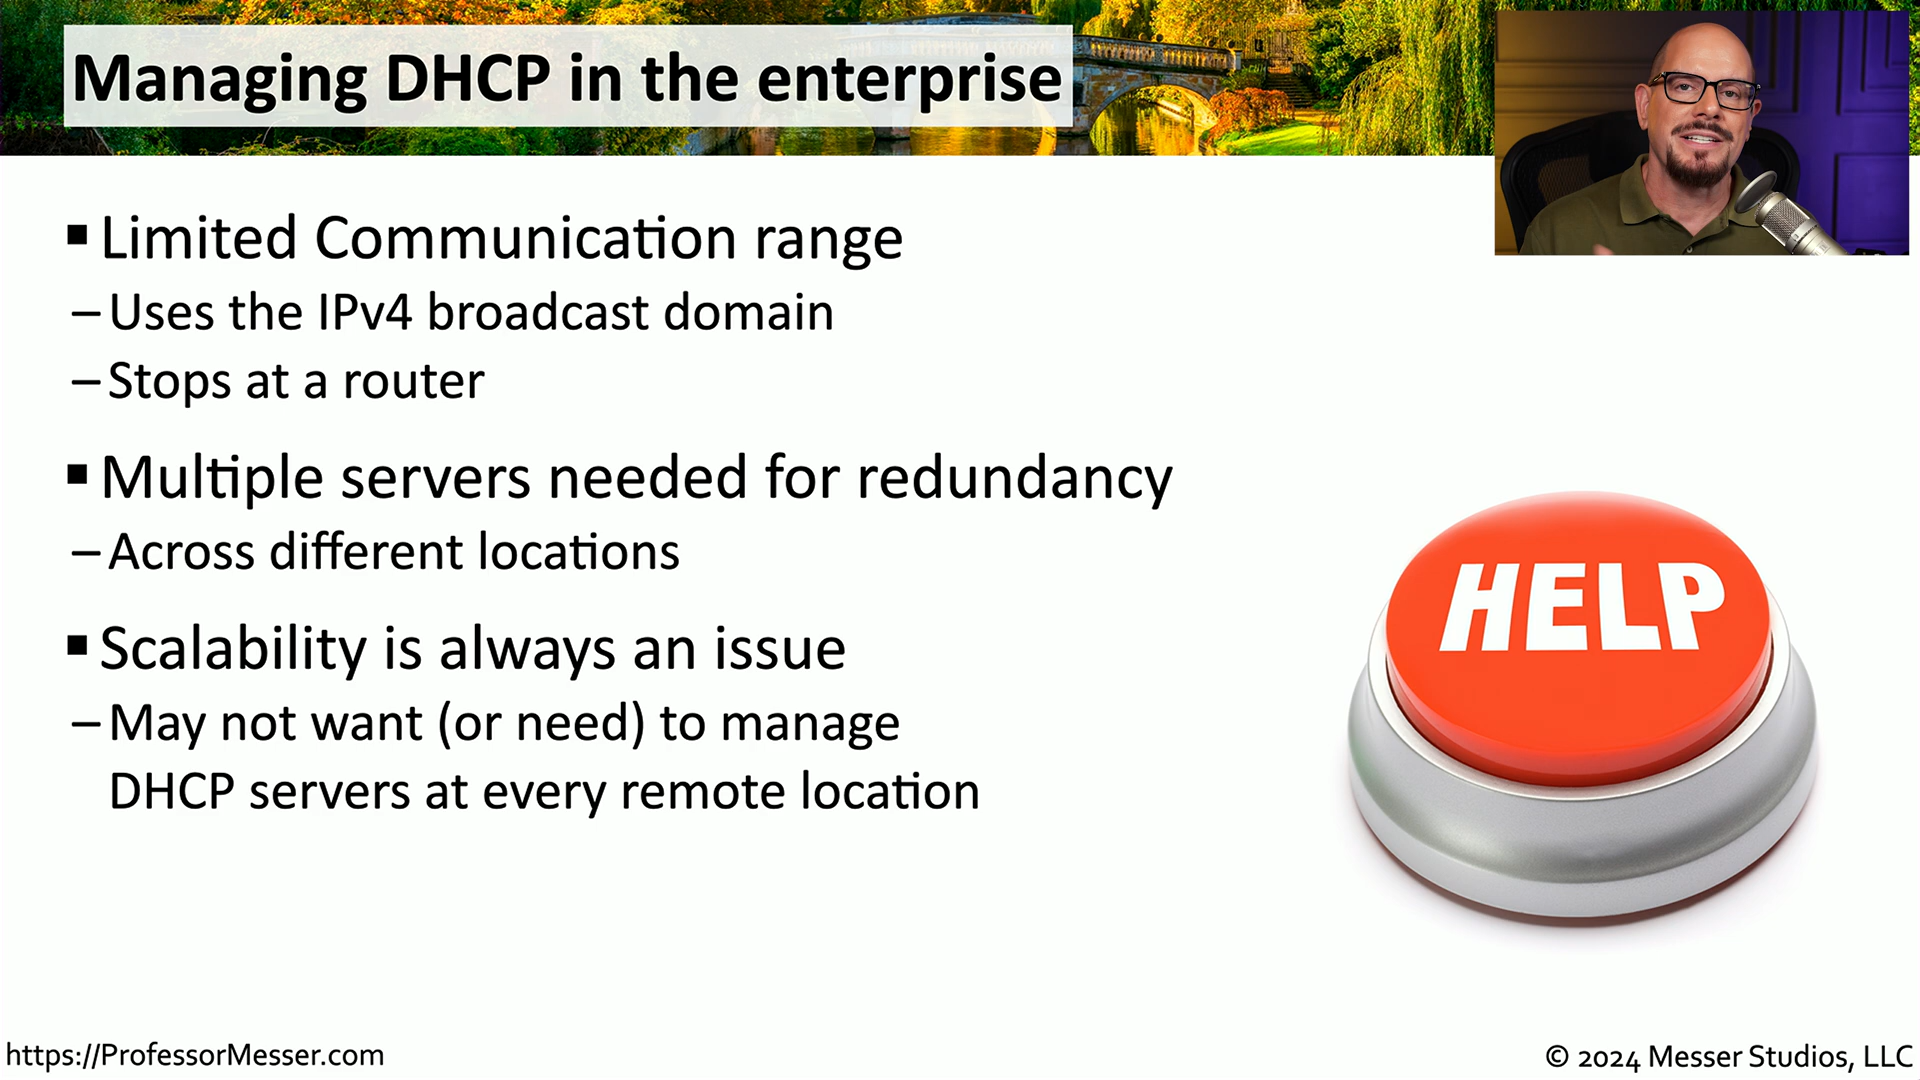 Managing DHCP in the enterprise
▪ Limited Communication range
– Uses the IPv4 broadcast domain
– Stops at a router
▪ Multiple servers needed for redundancy
– Across different locations
▪ Scalability is always an issue
– May not want (or need) to manage
DHCP servers at every remote location
HELP
https://ProfessorMesser.com
© 2024 Messer Studios, LLC